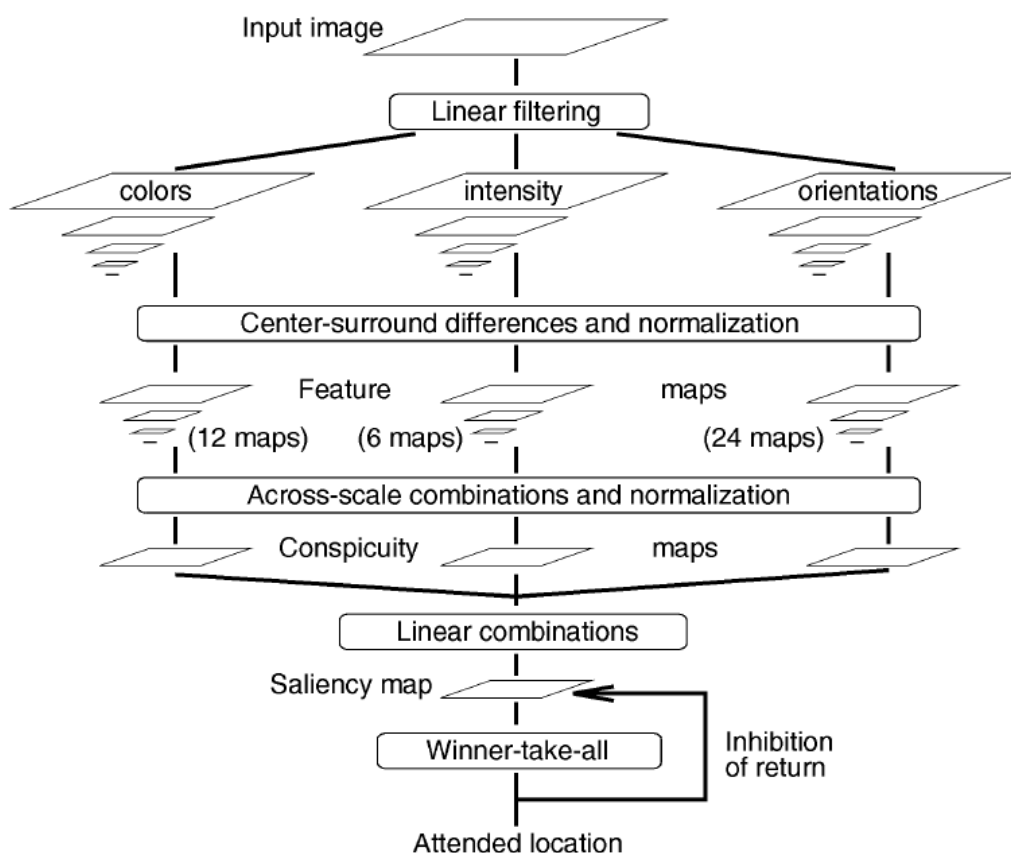 Input image
Linear filtering
colors intensity orientations
Center-surround differences and normalization
Feature maps
(12 maps) (6 maps) (24 maps)
Across-scale combinations and normalization
Conspicuity maps
Linear combinations
Saliency map
Winner-take-all
Inhibition
of return
Attended location